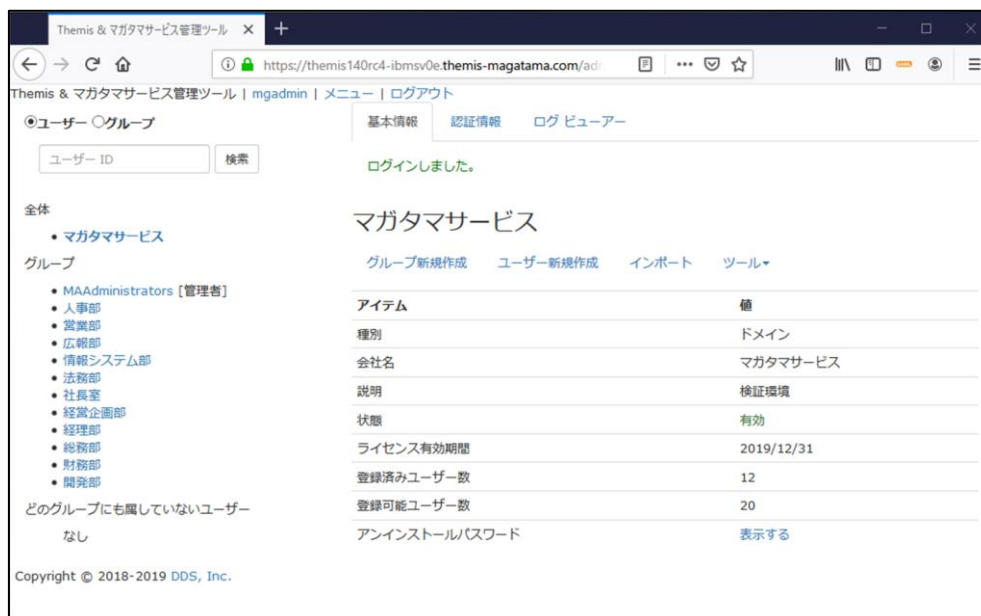 Themis & マガタマサービス管理ツール
https://themis140rc4-ibmsv0e.themis-magatama.com/adm
Themis & マガタマサービス管理ツール | mgadmin | メニュー | ログアウト
ユーザー グループ
ユーザー ID 検索
全体
マガタマサービス
グループ
MAAdministrators [管理者]
人事部
営業部
広報部
情報システム部
法務部
社長室
経営企画部
経理部
総務部
財務部
開発部
どのグループにも属していないユーザー
なし
基本情報 認証情報 ログ ビューアー
ログインしました。
マガタマサービス
グループ新規作成 ユーザー新規作成 インポート ツール
アイテム 値
種別 ドメイン
会社名 マガタマサービス
説明 検証環境
状態 有効
ライセンス有効期間 2019/12/31
登録済みユーザー数 12
登録可能ユーザー数 20
アンインストールパスワード 表示する
Copyright © 2018-2019 DDS, Inc.